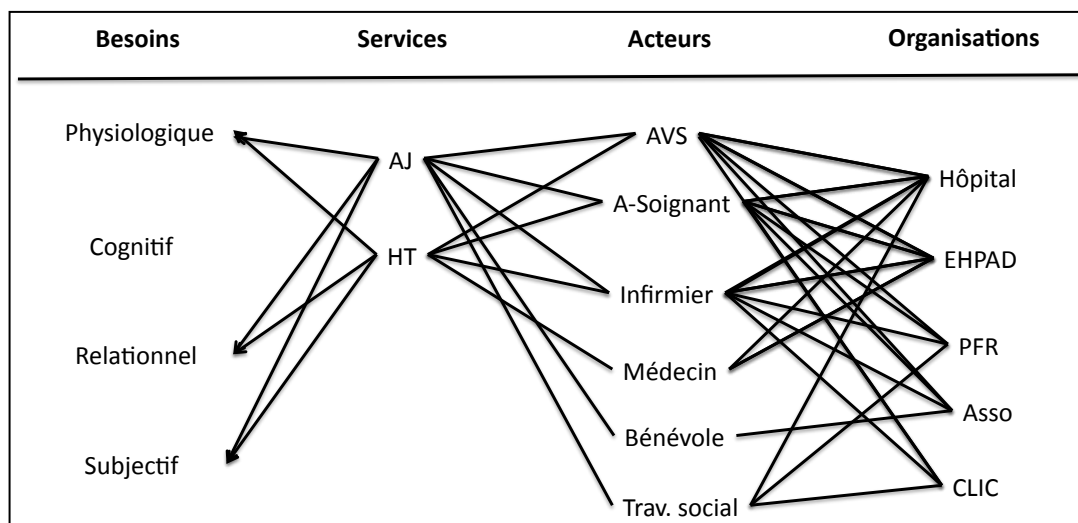 Besoins Services Acteurs Organisations
Physiologique
Cognitif
Relationnel
Subjectif
AJ
HT
AVS
A-Soignant
Infirmier
Médecin
Bénévole
Trav. social
Hôpital
EHPAD
PFR
Asso
CLIC